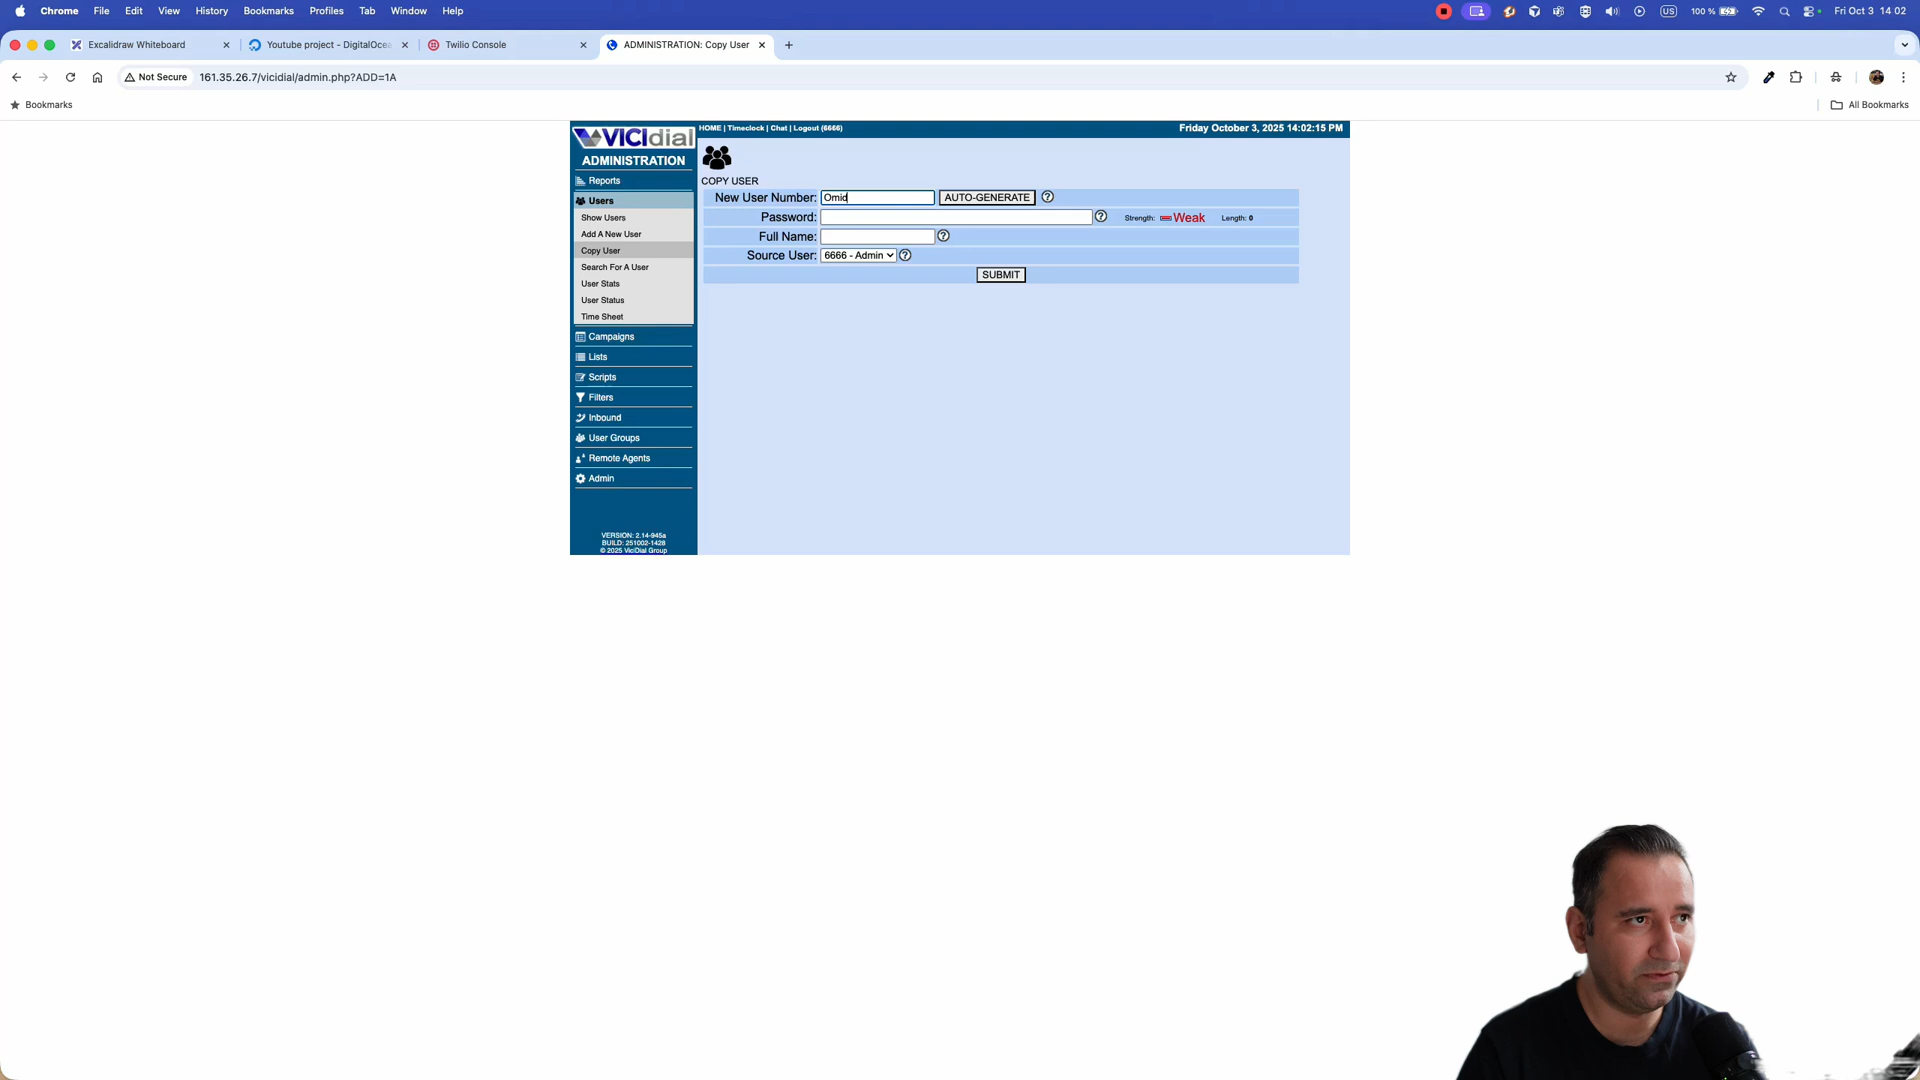 Chrome File Edit View History Bookmarks Profiles Tab Window Help US 100 % Fri Oct 3 14 02
Excalidraw Whiteboard Youtube project - DigitalOce Twilio Console ADMINISTRATION: Copy User
Not Secure 161.35.26.7/vicidial/admin.php?ADD=1A
Bookmarks All Bookmarks
VICIdial HOME | Timeclock | Chat | Logout (6666) Friday October 3, 2025 14:02:15 PM
ADMINISTRATION
Reports
Users
Show Users
Add A New User
Copy User
Search For A User
User Stats
User Status
Time Sheet
Campaigns
Lists
Scripts
Filters
Inbound
User Groups
Remote Agents
Admin
VERSION: 2.14-945a
BUILD: 251002-1428
© 2025 ViciDial Group
COPY USER
New User Number: Omid AUTO-GENERATE ?
Password: ? Strength: Weak Length: 0
Full Name: ?
Source User: 6666 - Admin ?
SUBMIT